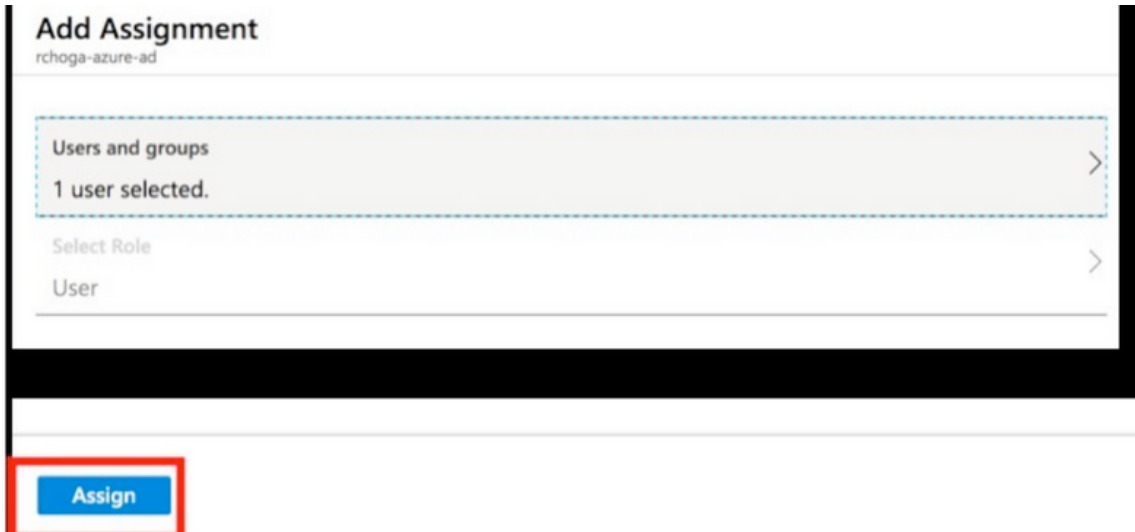 Add Assignment
rchoga-azure-ad
Users and groups
1 user selected.
Select Role
User
Assign